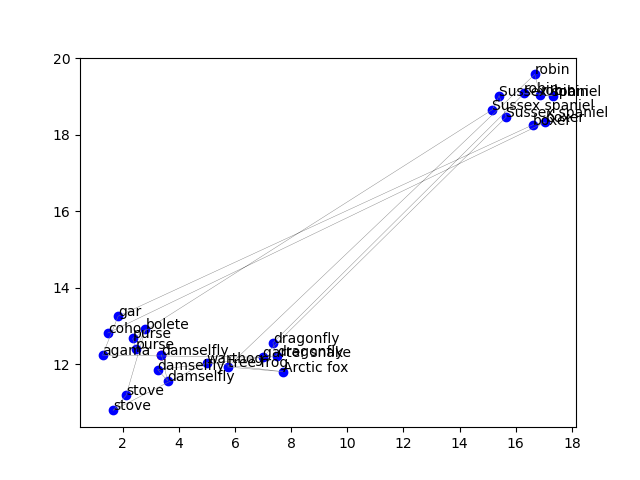 20
18
16
14
12
2
4
6
8
10
12
14
16
18
robin
robin
robin
Sussex spaniel
Sussex spaniel
Sussex spaniel
boxer
boxer
gar
coho
bolete
purse
purse
agama
damselfly
damselfly
damselfly
warthog
tree frog
garter snake
dragonfly
dragonfly
Arctic fox
stove
stove